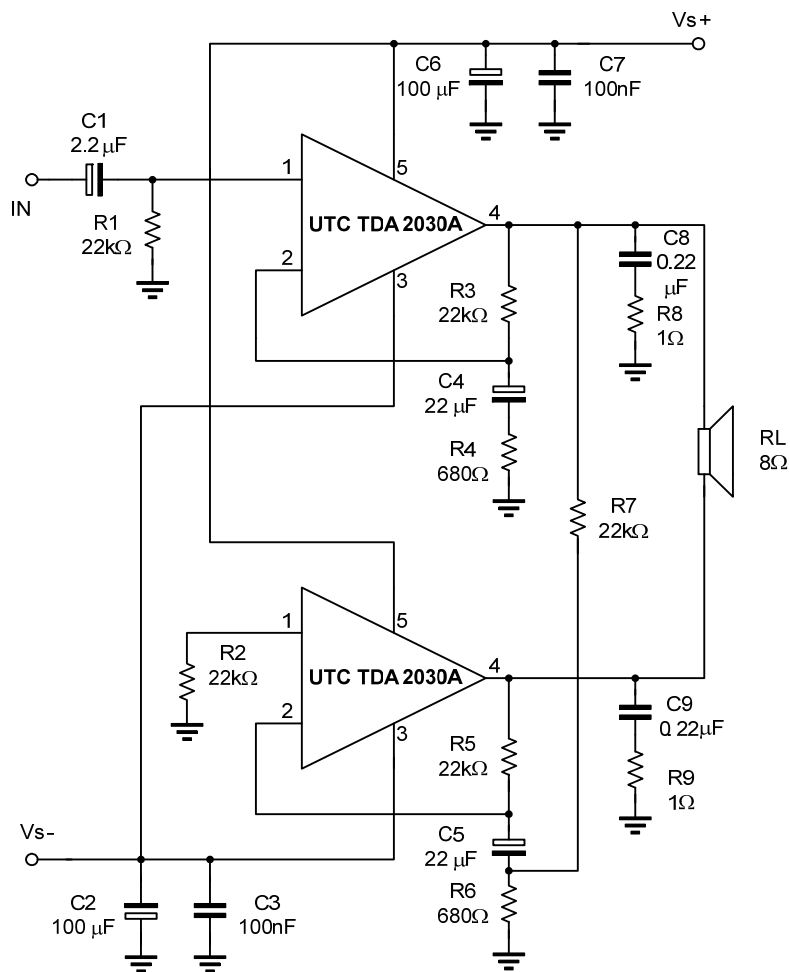 Vs+
C6
100 µF
C7
100nF
C1
2.2 µF
IN
R1
22kΩ
1
5
UTC TDA 2030A
4
2
3
R3
22kΩ
C8
0.22
µF
R8
1Ω
C4
22 µF
R4
680Ω
RL
8Ω
R7
22kΩ
1
5
R2
22kΩ
UTC TDA 2030A
4
2
3
R5
22kΩ
C9
0.22µF
R9
1Ω
Vs-
C5
22 µF
R6
680Ω
C2
100 µF
C3
100nF